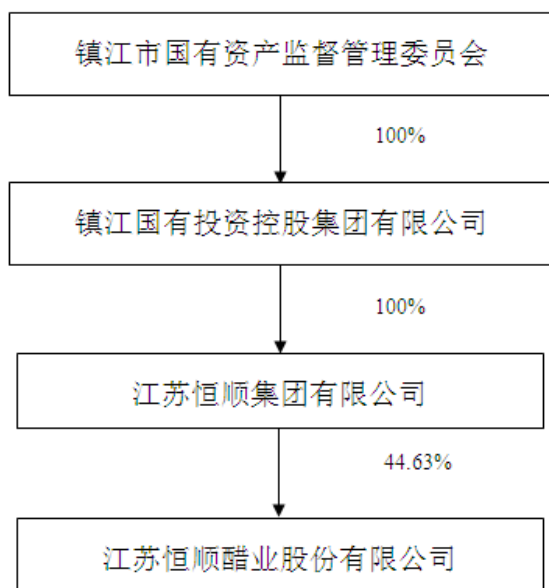 镇江市国有资产监督管理委员会
100%
镇江国有投资控股集团有限公司
100%
江苏恒顺集团有限公司
44.63%
江苏恒顺醋业股份有限公司